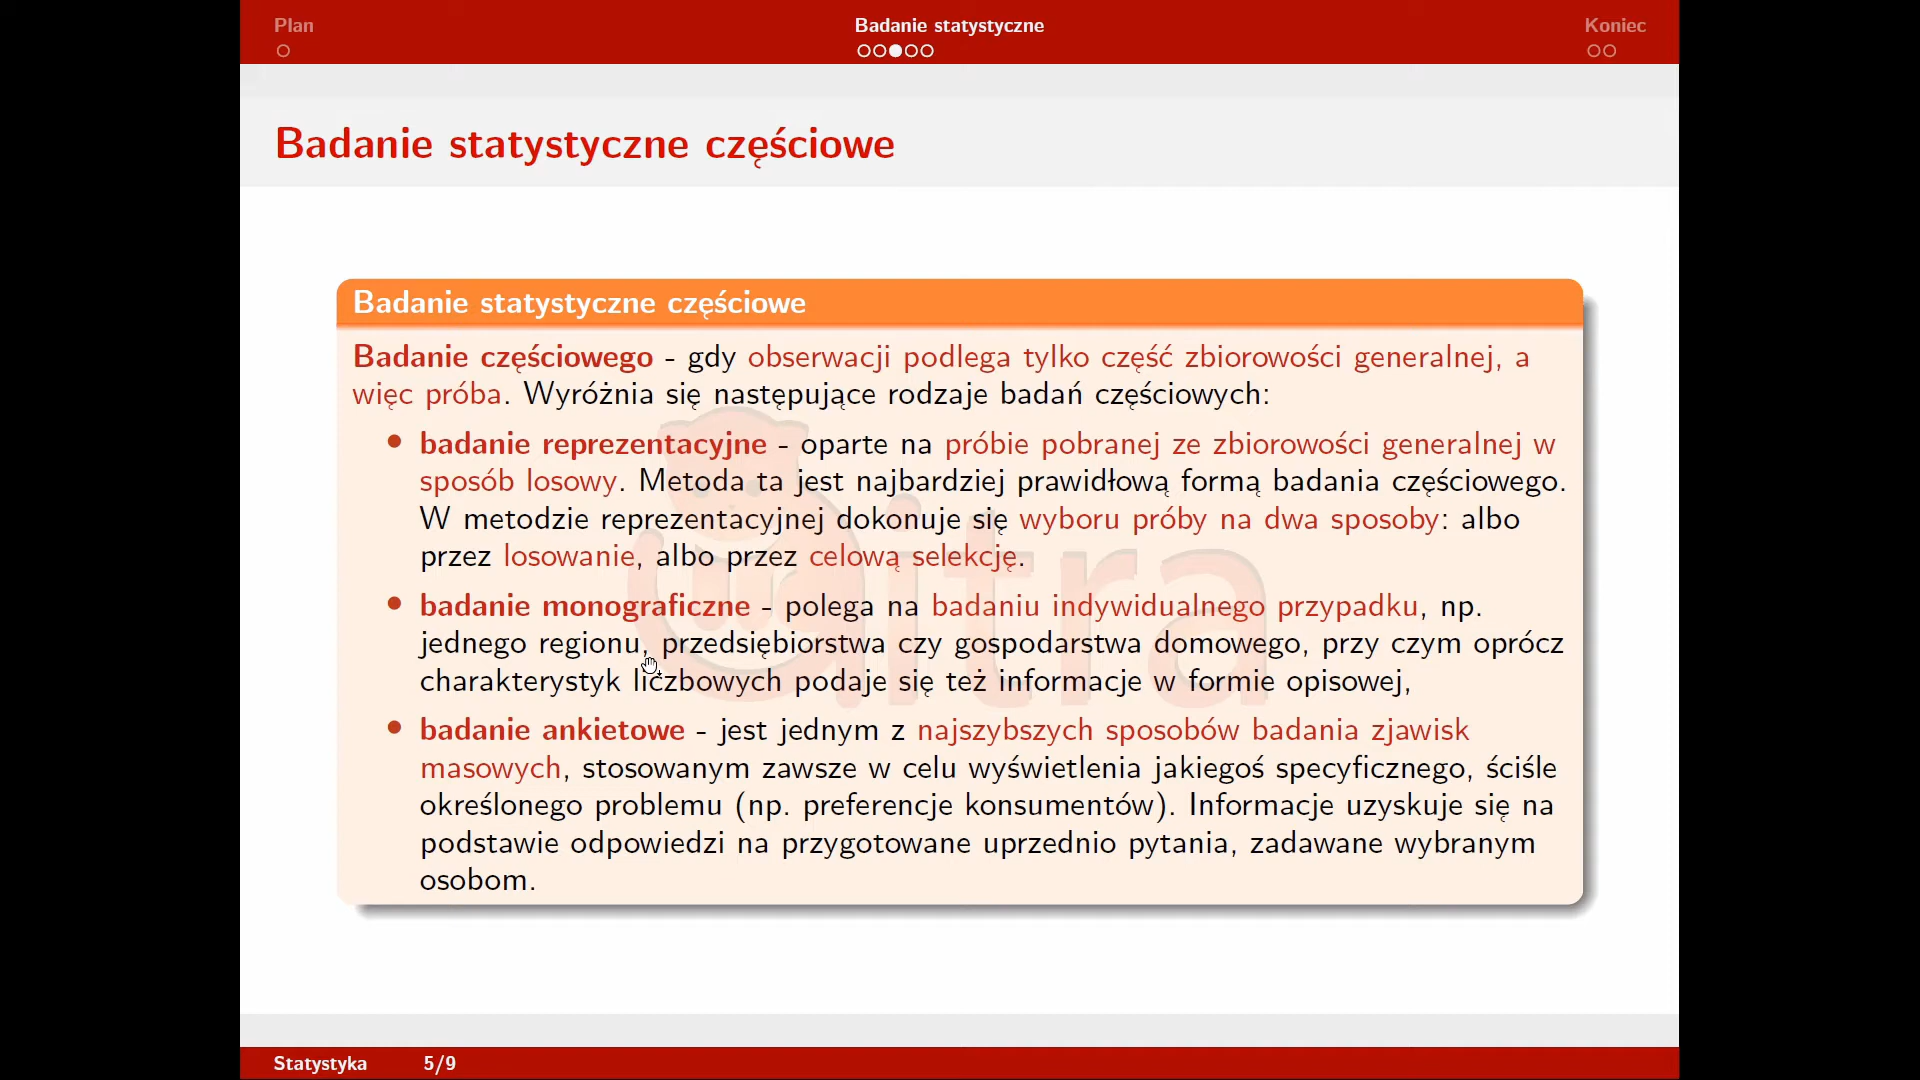 Plan
Badanie statystyczne
Koniec
Badanie statystyczne częściowe
Badanie statystyczne częściowe
Badanie częściowego - gdy obserwacji podlega tylko część zbiorowości generalnej, a
więc próba. Wyróżnia się następujące rodzaje badań częściowych:
• badanie reprezentacyjne - oparte na próbie pobranej ze zbiorowości generalnej w
sposób losowy. Metoda ta jest najbardziej prawidłową formą badania częściowego.
W metodzie reprezentacyjnej dokonuje się wyboru próby na dwa sposoby: albo
przez losowanie, albo przez celową selekcję.
• badanie monograficzne - polega na badaniu indywidualnego przypadku, np.
jednego regionu, przedsiębiorstwa czy gospodarstwa domowego, przy czym oprócz
charakterystyk liczbowych podaje się też informacje w formie opisowej,
• badanie ankietowe - jest jednym z najszybszych sposobów badania zjawisk
masowych, stosowanym zawsze w celu wyświetlenia jakiegoś specyficznego, ściśle
określonego problemu (np. preferencje konsumentów). Informacje uzyskuje się na
podstawie odpowiedzi na przygotowane uprzednio pytania, zadawane wybranym
osobom.
Statystyka 5/9